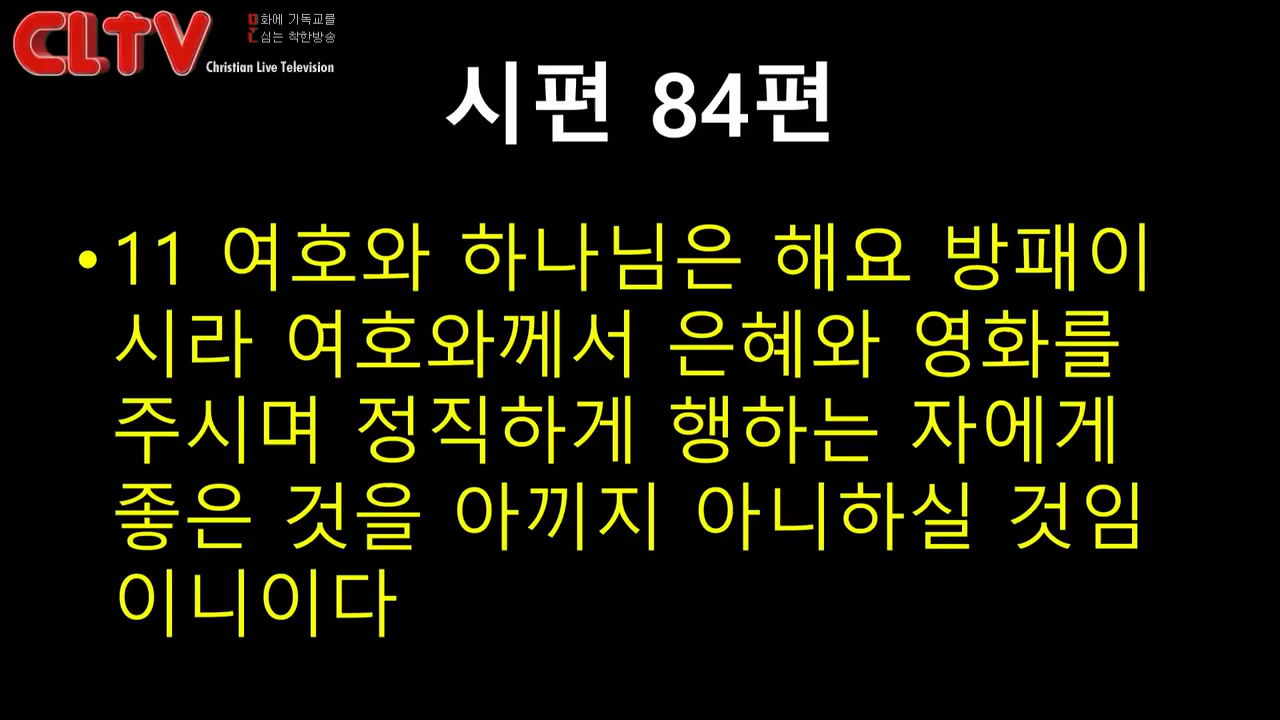 CLTV
문화에 기독교를
심는 착한방송
Christian Live Television
시편 84편
• 11 여호와 하나님은 해요 방패이
시라 여호와께서 은혜와 영화를
주시며 정직하게 행하는 자에게
좋은 것을 아끼지 아니하실 것임
이니이다